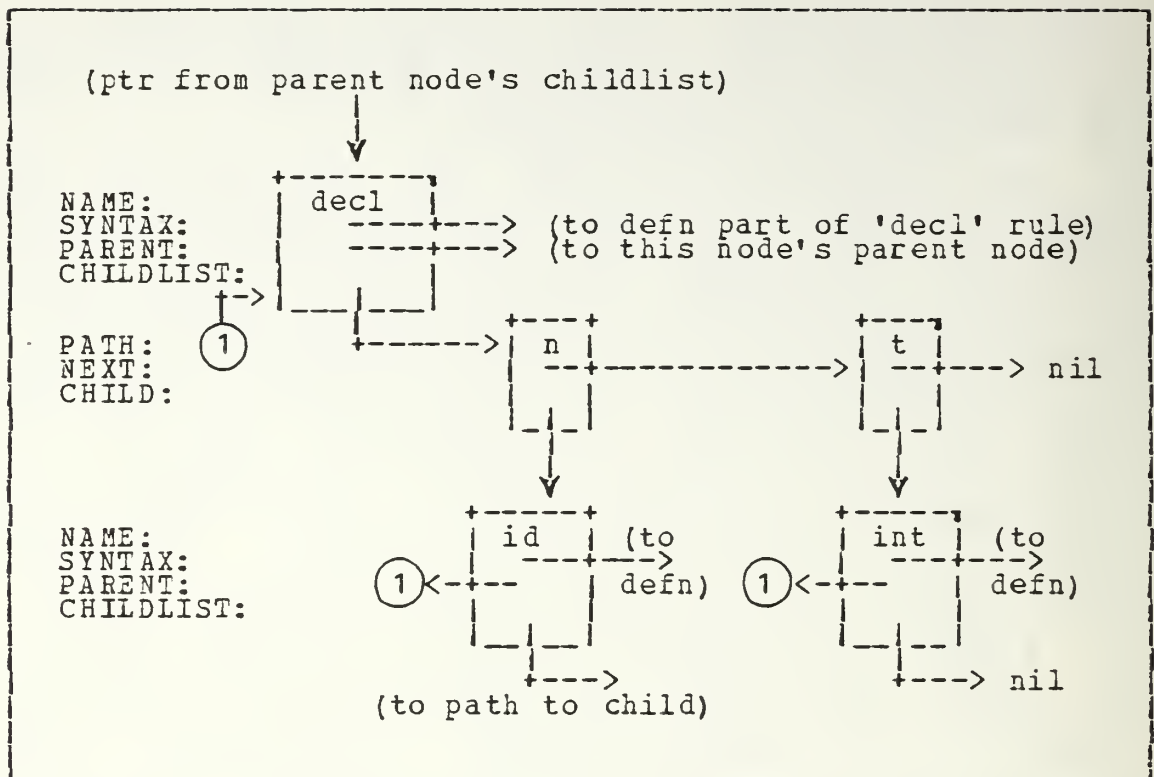 (ptr from parent node's childlist)
NAME: decl
SYNTAX: (to defn part of 'decl' rule)
PARENT: (to this node's parent node)
CHILDLIST:
1
PATH: n t
NEXT: nil
CHILD:
NAME: id (to int (to
SYNTAX:
PARENT: 1 defn) 1 defn)
CHILDLIST:
nil
(to path to child)